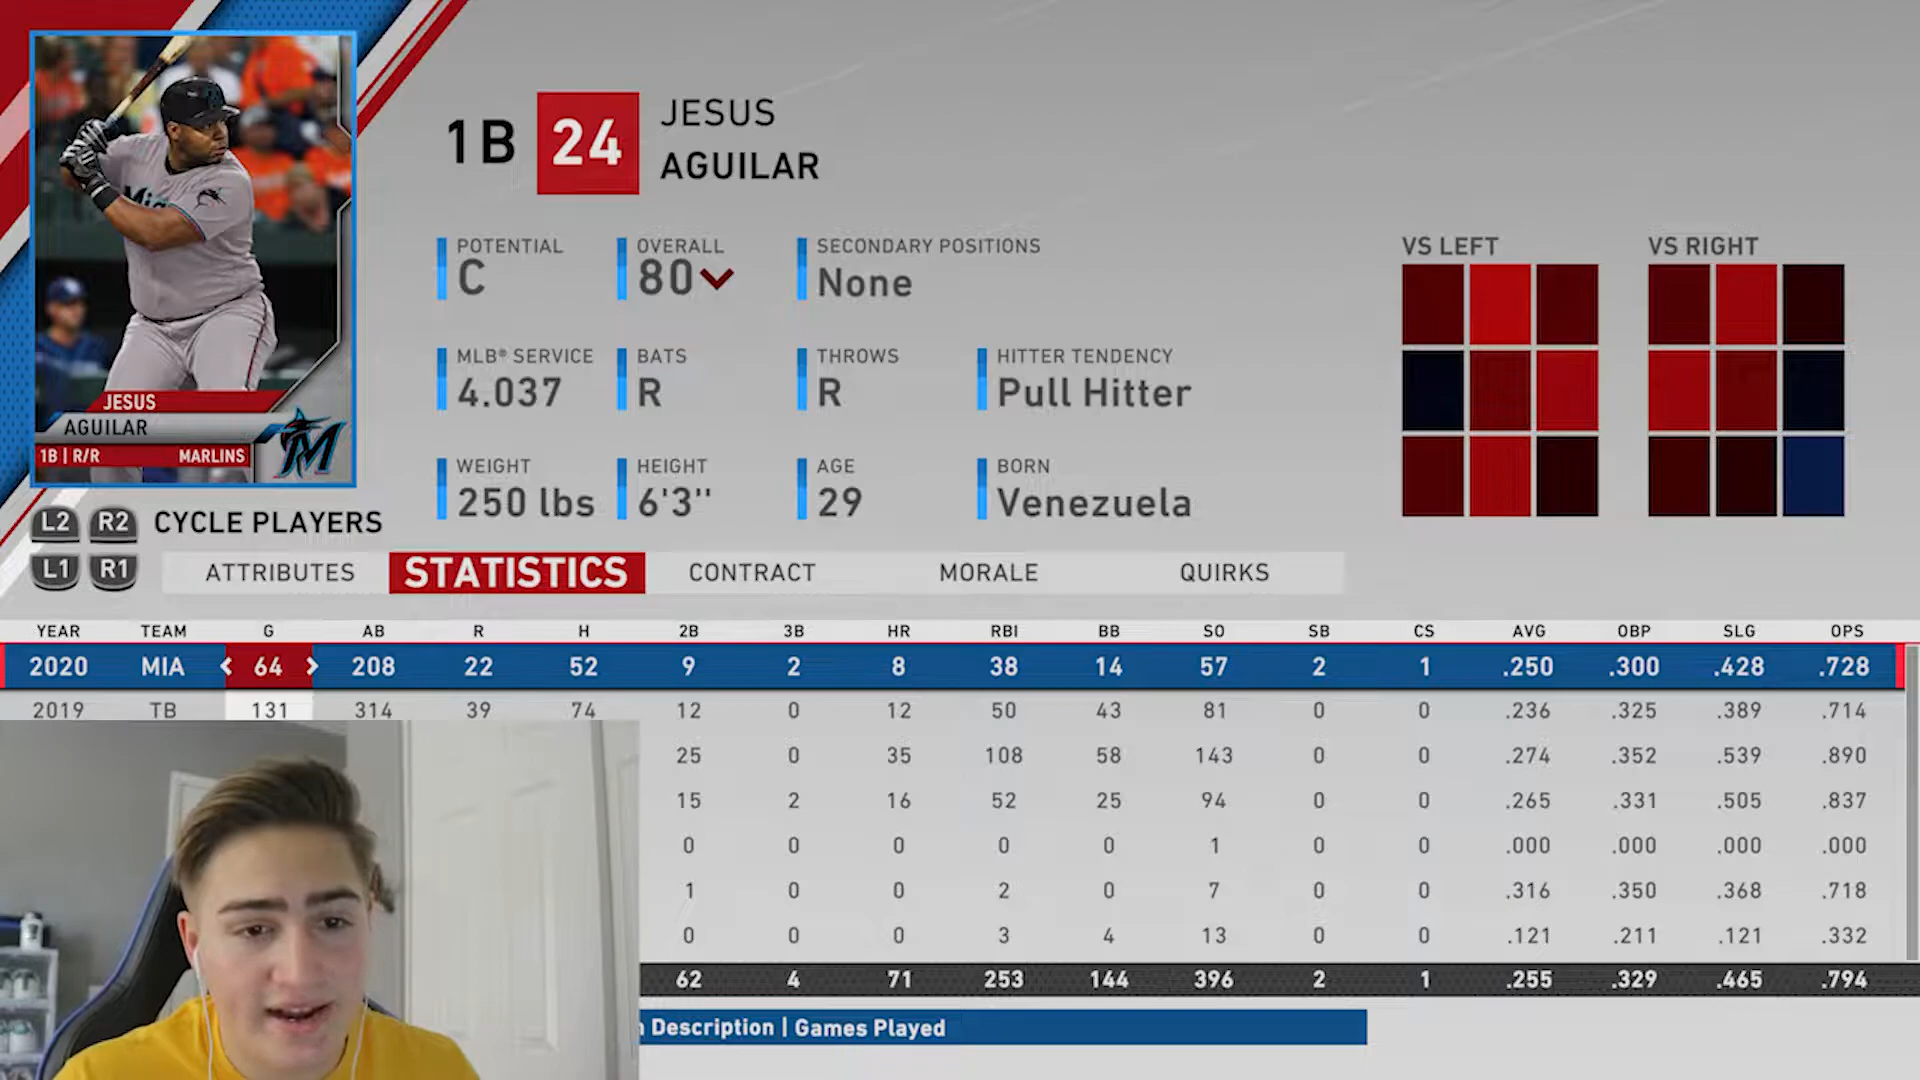 1B 24 JESUS
AGUILAR
POTENTIAL OVERALL SECONDARY POSITIONS
C 80 None
MLB® SERVICE BATS THROWS HITTER TENDENCY
4.037 R R Pull Hitter
WEIGHT HEIGHT AGE BORN
250 lbs 6'3" 29 Venezuela
VS LEFT VS RIGHT
JESUS
AGUILAR
1B | R/R MARLINS
L2 R2 CYCLE PLAYERS
L1 R1 ATTRIBUTES STATISTICS CONTRACT MORALE QUIRKS
YEAR TEAM G AB R H 2B 3B HR RBI BB SO SB CS AVG OBP SLG OPS
2020 MIA < 64 > 208 22 52 9 2 8 38 14 57 2 1 .250 .300 .428 .728
2019 TB 131 314 39 74 12 0 12 50 43 81 0 0 .236 .325 .389 .714
25 0 35 108 58 143 0 0 .274 .352 .539 .890
15 2 16 52 25 94 0 0 .265 .331 .505 .837
0 0 0 0 0 1 0 0 .000 .000 .000 .000
1 0 0 2 0 7 0 0 .316 .350 .368 .718
0 0 0 3 4 13 0 0 .121 .211 .121 .332
62 4 71 253 144 396 2 1 .255 .329 .465 .794
Description | Games Played